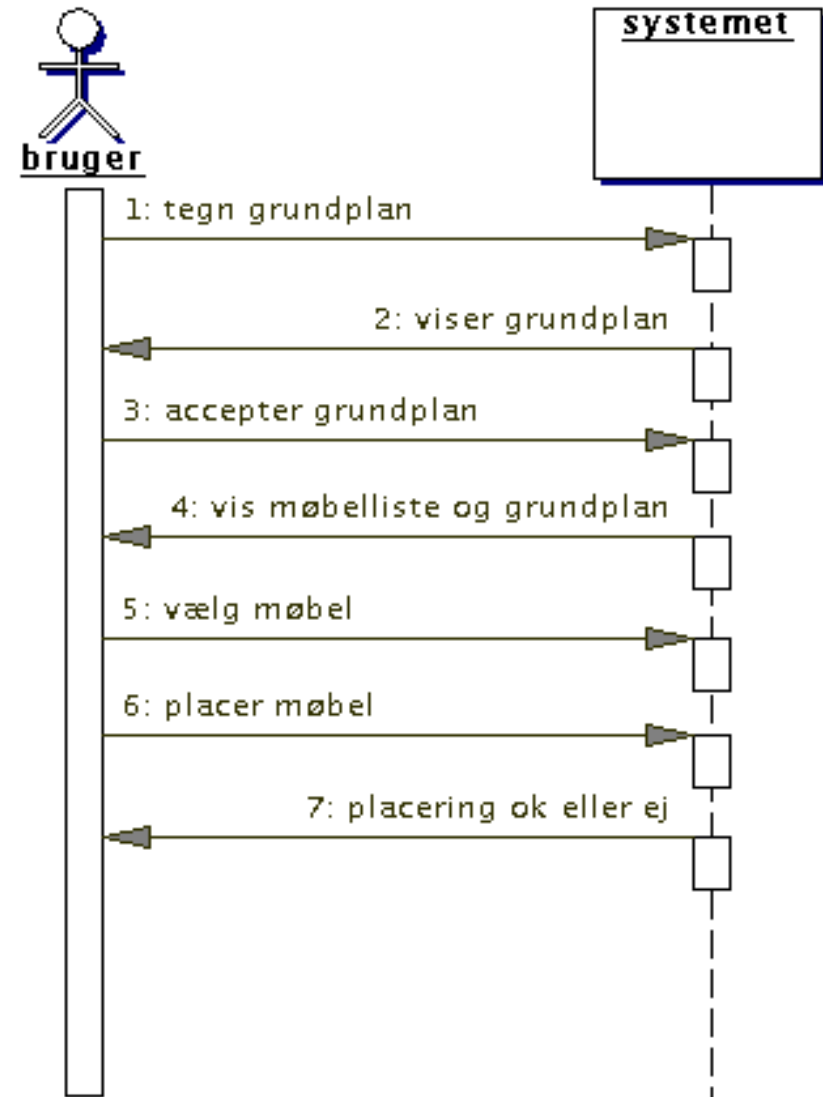 systemet
bruger
1: tegn grundplan
2: viser grundplan
3: accepter grundplan
4: vis møbelliste og grundplan
5: vælg møbel
6: placer møbel
7: placering ok eller ej